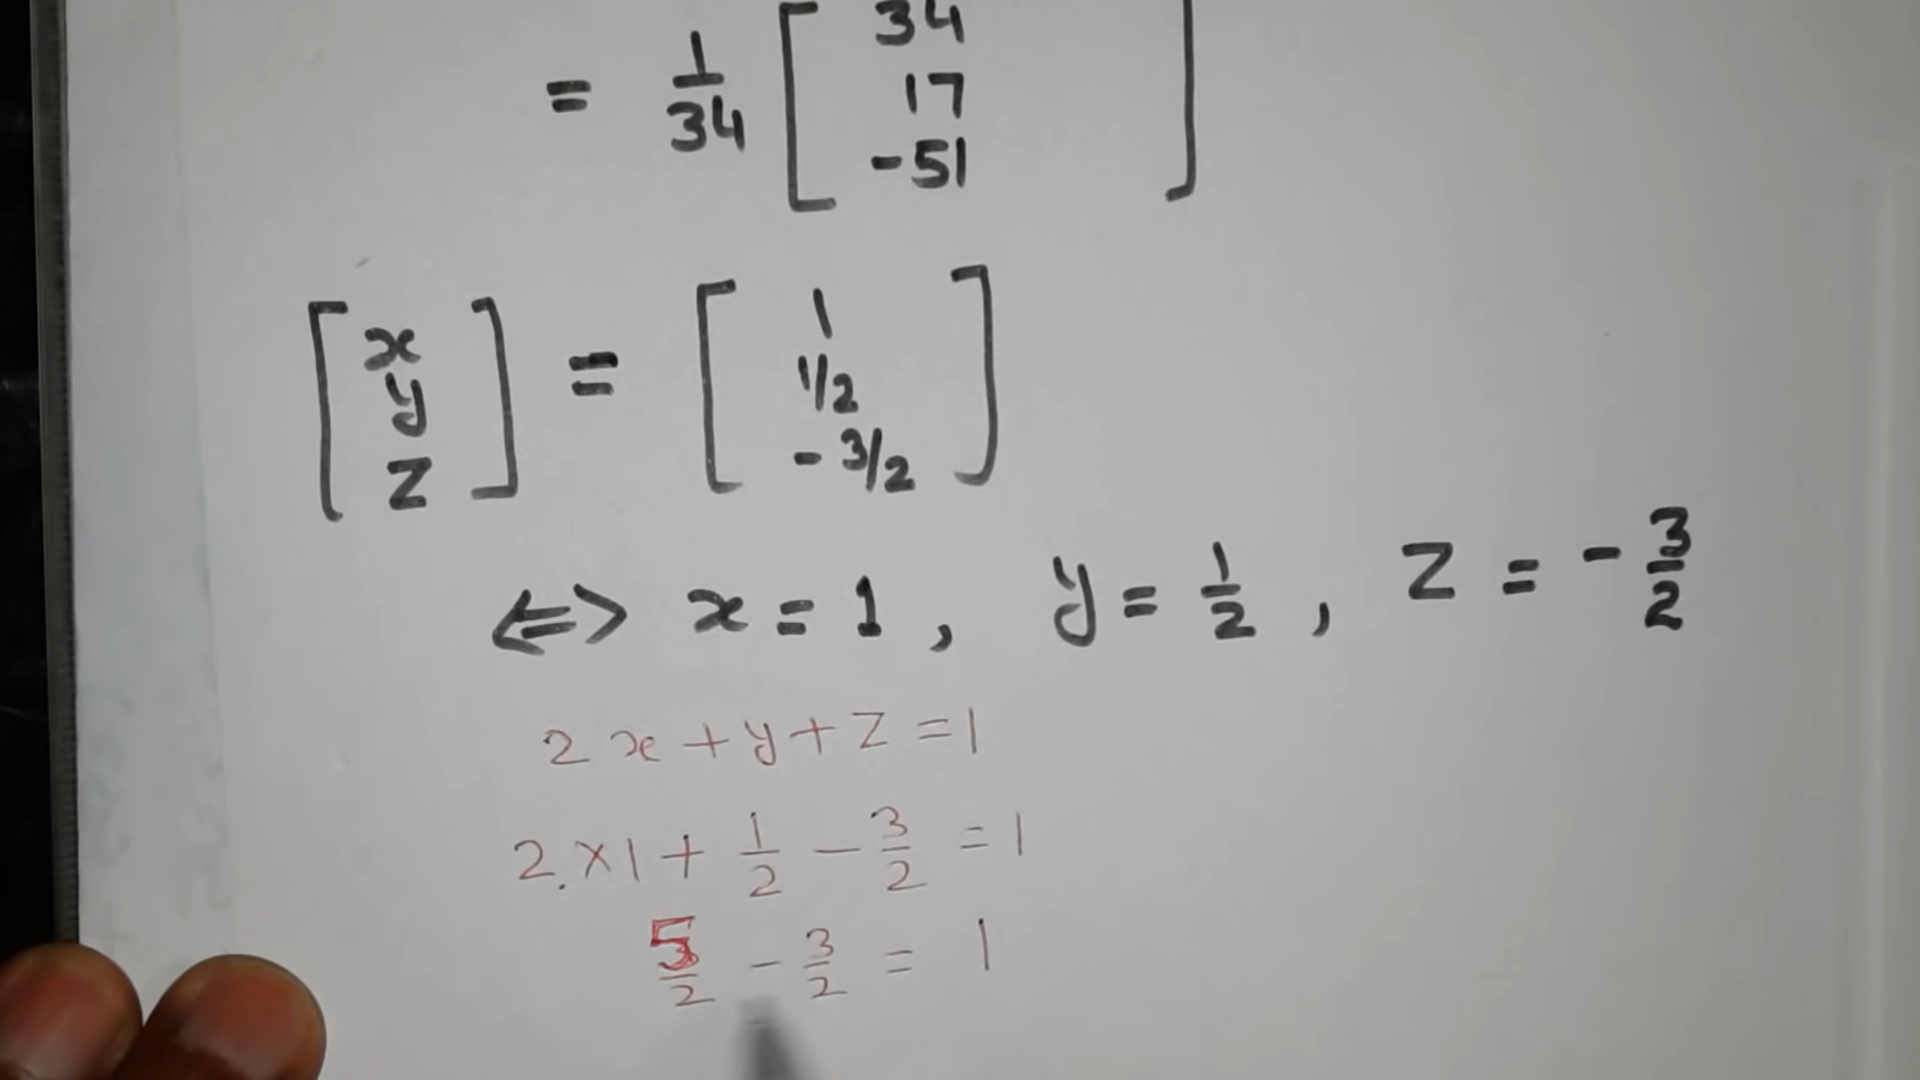 = 1/34 [ 34
17
-51 ]
[ x
y
z ] = [ 1
1/2
- 3/2 ]
⇔ x = 1 , y = 1/2 , z = - 3/2
2x + y + z = 1
2. × 1 + 1/2 - 3/2 = 1
5/2 - 3/2 = 1